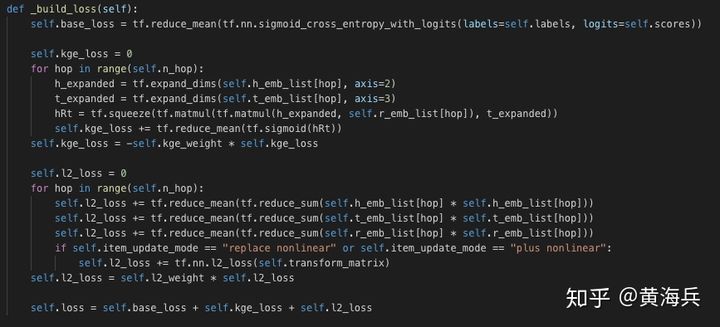 def _build_loss(self):
    self.base_loss = tf.reduce_mean(tf.nn.sigmoid_cross_entropy_with_logits(labels=self.labels, logits=self.scores))

    self.kge_loss = 0
    for hop in range(self.n_hop):
        h_expanded = tf.expand_dims(self.h_emb_list[hop], axis=2)
        t_expanded = tf.expand_dims(self.t_emb_list[hop], axis=3)
        hRt = tf.squeeze(tf.matmul(tf.matmul(h_expanded, self.r_emb_list[hop]), t_expanded))
        self.kge_loss += tf.reduce_mean(tf.sigmoid(hRt))
    self.kge_loss = -self.kge_weight * self.kge_loss

    self.l2_loss = 0
    for hop in range(self.n_hop):
        self.l2_loss += tf.reduce_mean(tf.reduce_sum(self.h_emb_list[hop] * self.h_emb_list[hop]))
        self.l2_loss += tf.reduce_mean(tf.reduce_sum(self.t_emb_list[hop] * self.t_emb_list[hop]))
        self.l2_loss += tf.reduce_mean(tf.reduce_sum(self.r_emb_list[hop] * self.r_emb_list[hop]))
        if self.item_update_mode == "replace nonlinear" or self.item_update_mode == "plus nonlinear":
            self.l2_loss += tf.nn.l2_loss(self.transform_matrix)
    self.l2_loss = self.l2_weight * self.l2_loss

    self.loss = self.base_loss + self.kge_loss + self.l2_loss
知乎 @黄海兵